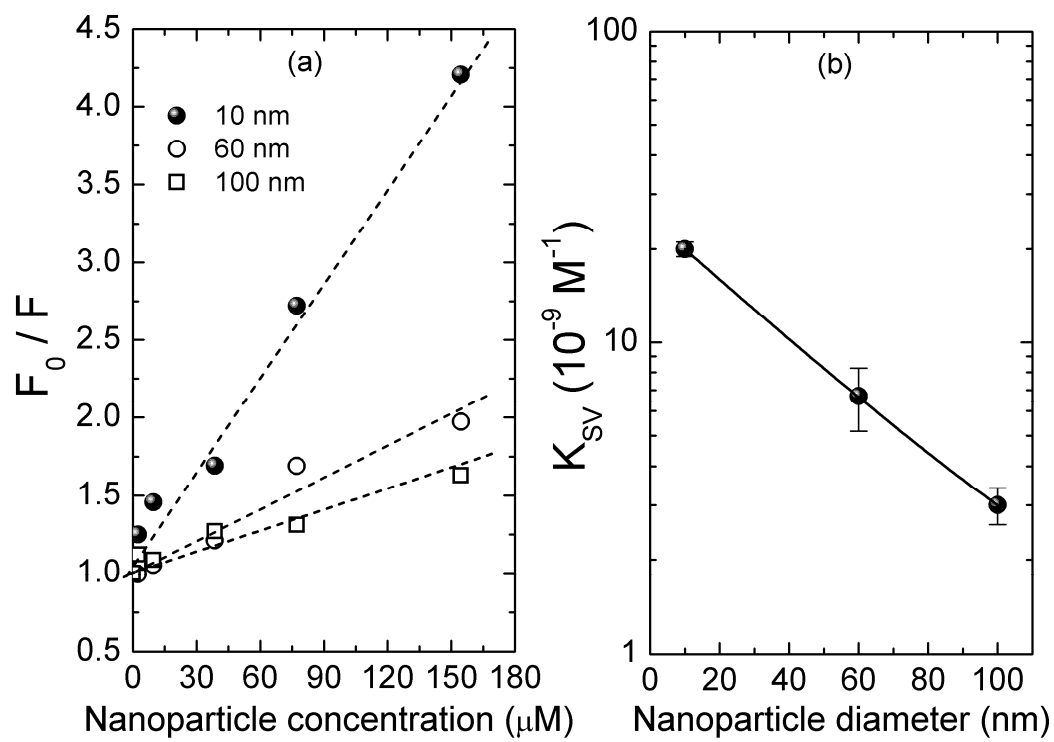 (a)
10 nm
60 nm
100 nm
4.5
4.0
3.5
3.0
2.5
2.0
1.5
1.0
0.5
F₀ / F
0 30 60 90 120 150 180
Nanoparticle concentration (μM)
(b)
100
10
1
K_SV (10⁻⁹ M⁻¹)
0 20 40 60 80 100
Nanoparticle diameter (nm)